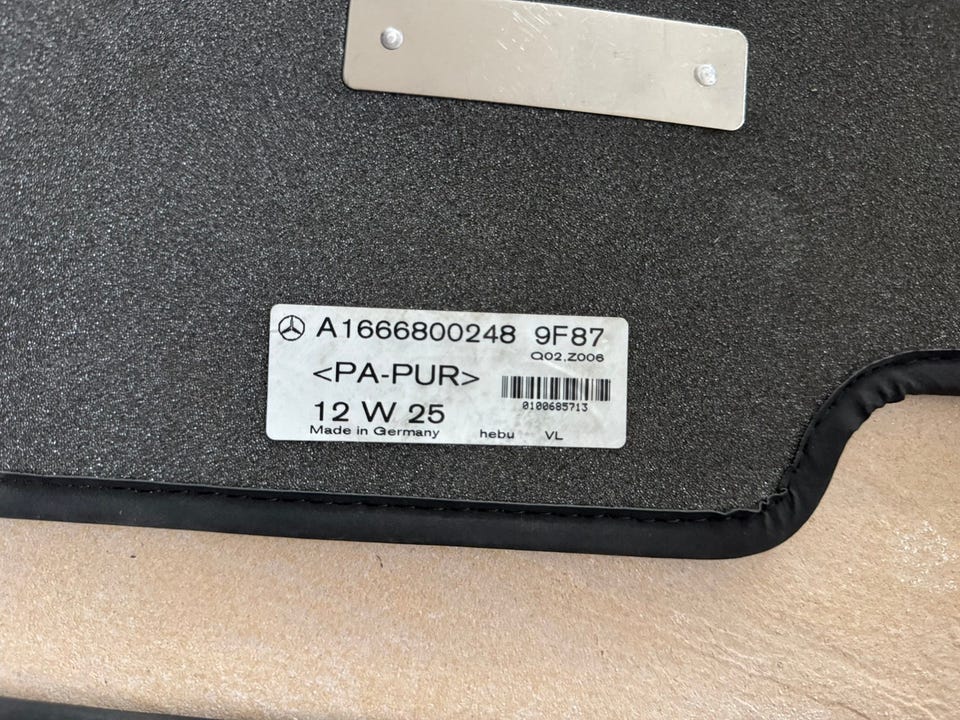 A1666800248 9F87
Q02,Z006
<PA-PUR>
0100685713
12 W 25
Made in Germany hebu VL